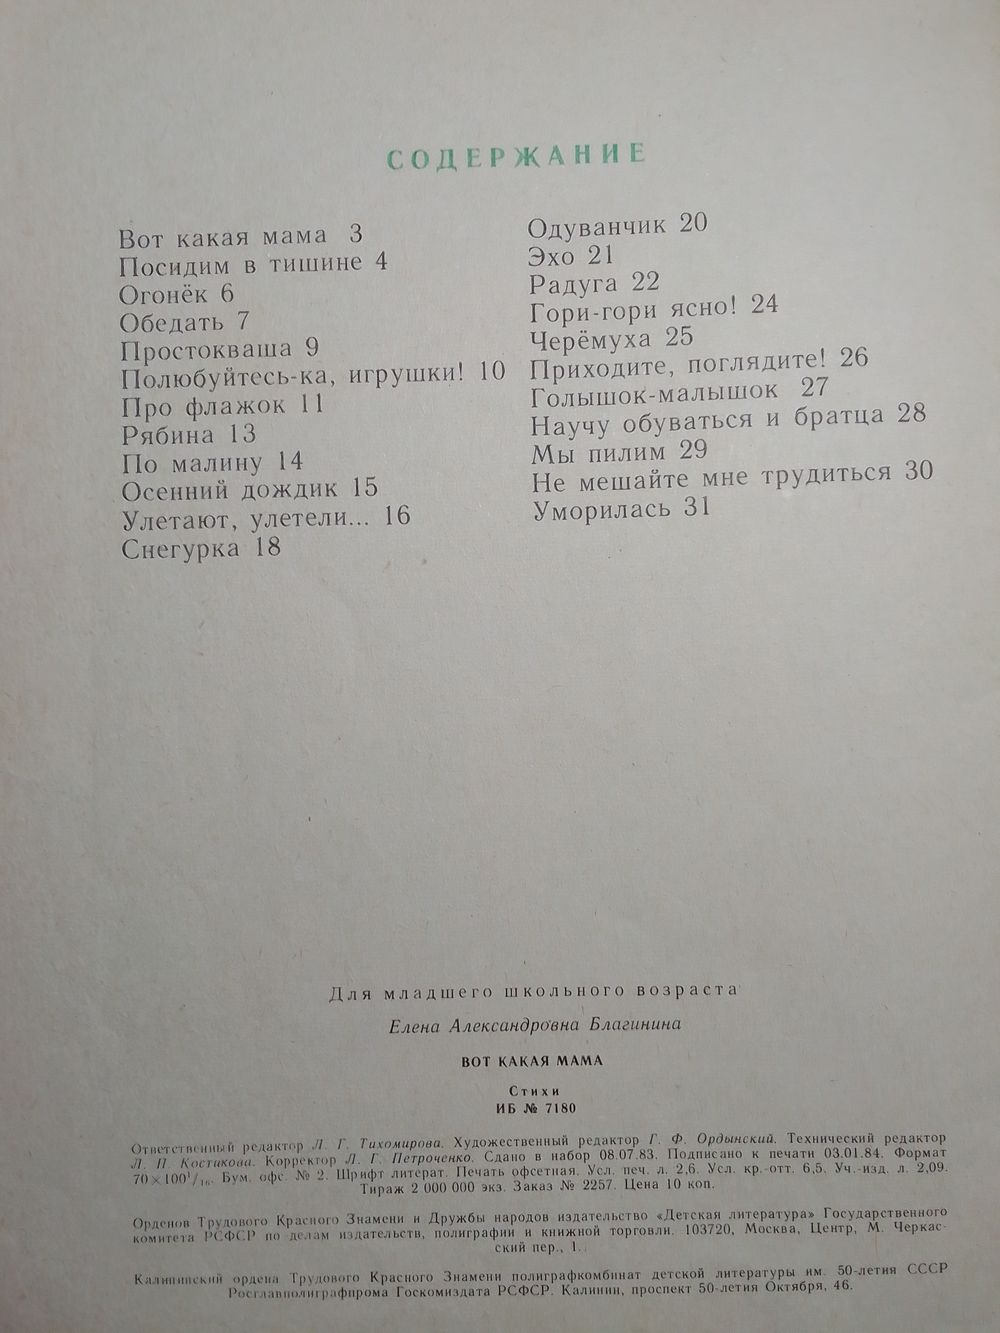 СОДЕРЖАНИЕ
Вот какая мама 3
Посидим в тишине 4
Огонёк 6
Обедать 7
Простокваша 9
Полюбуйтесь-ка, игрушки! 10
Про флажок 11
Рябина 13
По малину 14
Осенний дождик 15
Улетают, улетели... 16
Снегурка 18
Одуванчик 20
Эхо 21
Радуга 22
Гори-гори ясно! 24
Черёмуха 25
Приходите, поглядите! 26
Голышок-малышок 27
Научу обуваться и братца 28
Мы пилим 29
Не мешайте мне трудиться 30
Уморилась 31
Для младшего школьного возраста
Елена Александровна Благинина
ВОТ КАКАЯ МАМА
Стихи
ИБ № 7180
Ответственный редактор Л. Г. Тихомирова. Художественный редактор Г. Ф. Ордынский. Технический редактор
Л. П. Костикова. Корректор Л. Г. Петроченко. Сдано в набор 08.07.83. Подписано к печати 03.01.84. Формат
70×100¹/₁₆. Бум. офс. № 2. Шрифт литерат. Печать офсетная. Усл. печ. л. 2,6. Усл. кр.-отт. 6,5. Уч.-изд. л. 2,09.
Тираж 2 000 000 экз. Заказ № 2257. Цена 10 коп.
Орденов Трудового Красного Знамени и Дружбы народов издательство «Детская литература» Государственного
комитета РСФСР по делам издательств, полиграфии и книжной торговли. 103720, Москва, Центр, М. Черкас-
ский пер., 1.
Калининский ордена Трудового Красного Знамени полиграфкомбинат детской литературы им. 50-летия СССР
Росглавполиграфпрома Госкомиздата РСФСР. Калинин, проспект 50-летия Октября, 46.